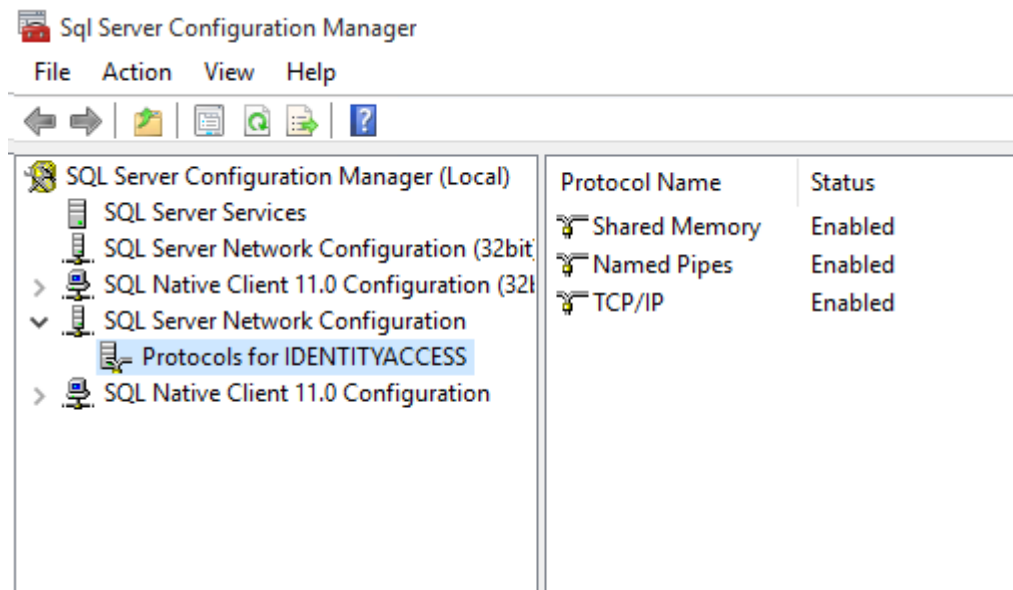 Sql Server Configuration Manager
File Action View Help
SQL Server Configuration Manager (Local)
SQL Server Services
SQL Server Network Configuration (32bit
SQL Native Client 11.0 Configuration (32b
SQL Server Network Configuration
Protocols for IDENTITYACCESS
SQL Native Client 11.0 Configuration
Protocol Name Status
Shared Memory Enabled
Named Pipes Enabled
TCP/IP Enabled